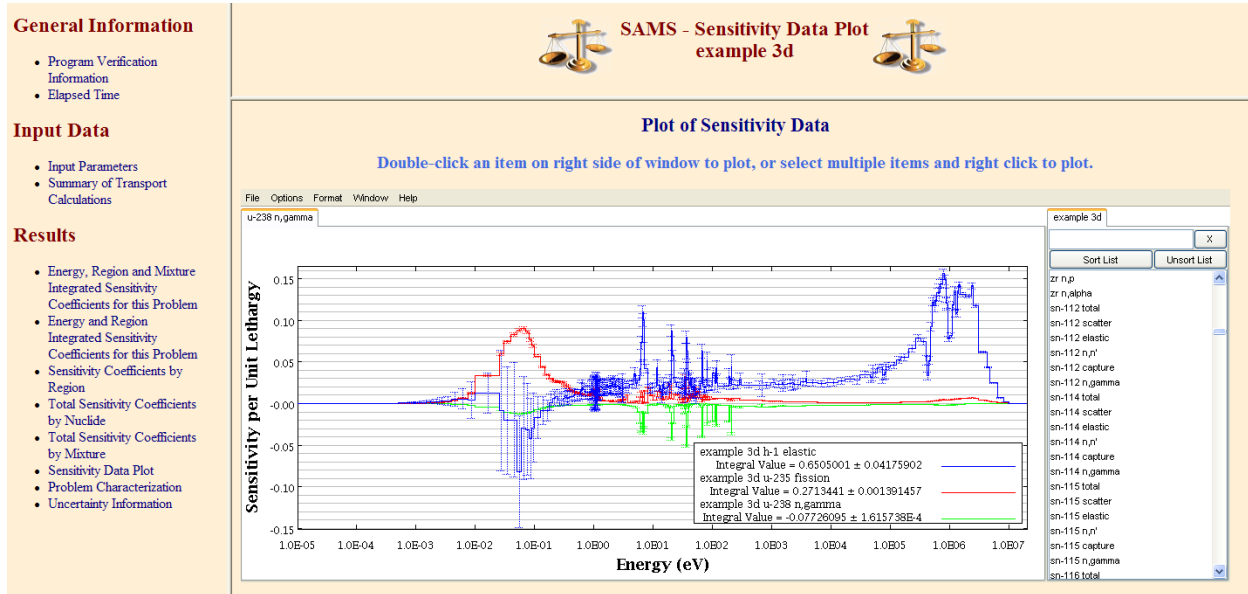 General Information
Program Verification
Information
Elapsed Time
Input Data
Input Parameters
Summary of Transport
Calculations
Results
Energy, Region and Mixture
Integrated Sensitivity
Coefficients for this Problem
Energy and Region
Integrated Sensitivity
Coefficients for this Problem
Sensitivity Coefficients by
Region
Total Sensitivity Coefficients
by Nuclide
Total Sensitivity Coefficients
by Mixture
Sensitivity Data Plot
Problem Characterization
Uncertainty Information
SAMS - Sensitivity Data Plot
example 3d
Plot of Sensitivity Data
Double-click an item on right side of window to plot, or select multiple items and right click to plot.
File Options Format Window Help
u-238 n,gamma
Sensitivity per Unit Lethargy
0.15
0.10
0.05
-0.00
-0.05
-0.10
-0.15
example 3d h-1 elastic
Integral Value = 0.6505001 ± 0.04175902
example 3d u-235 fission
Integral Value = 0.2713441 ± 0.001391457
example 3d u-238 n,gamma
Integral Value = -0.07726095 ± 1.615738E-4
1.0E-05 1.0E-04 1.0E-03 1.0E-02 1.0E-01 1.0E00 1.0E01 1.0E02 1.0E03 1.0E04 1.0E05 1.0E06 1.0E07
Energy (eV)
example 3d
X
Sort List Unsort List
zr n,p
zr n,alpha
sn-112 total
sn-112 scatter
sn-112 elastic
sn-112 n,n'
sn-112 capture
sn-112 n,gamma
sn-114 total
sn-114 scatter
sn-114 elastic
sn-114 n,n'
sn-114 capture
sn-114 n,gamma
sn-115 total
sn-115 scatter
sn-115 elastic
sn-115 n,n'
sn-115 capture
sn-115 n,gamma
sn-116 total